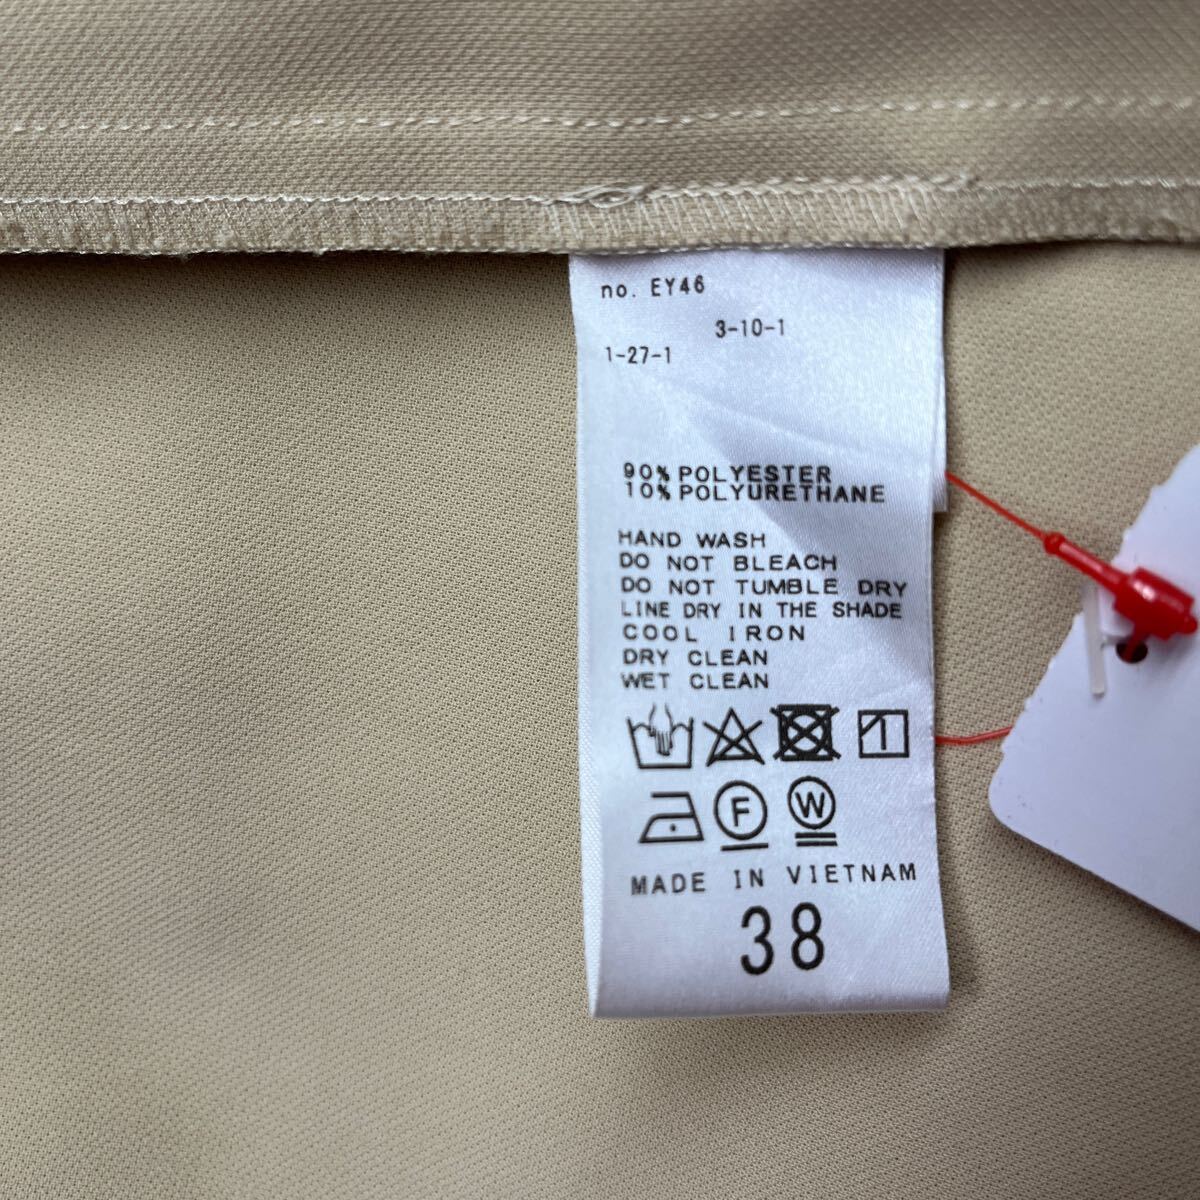 no. EY46
3-10-1
1-27-1
90% POLYESTER
10% POLYURETHANE
HAND WASH
DO NOT BLEACH
DO NOT TUMBLE DRY
LINE DRY IN THE SHADE
COOL IRON
DRY CLEAN
WET CLEAN
F W
MADE IN VIETNAM
38